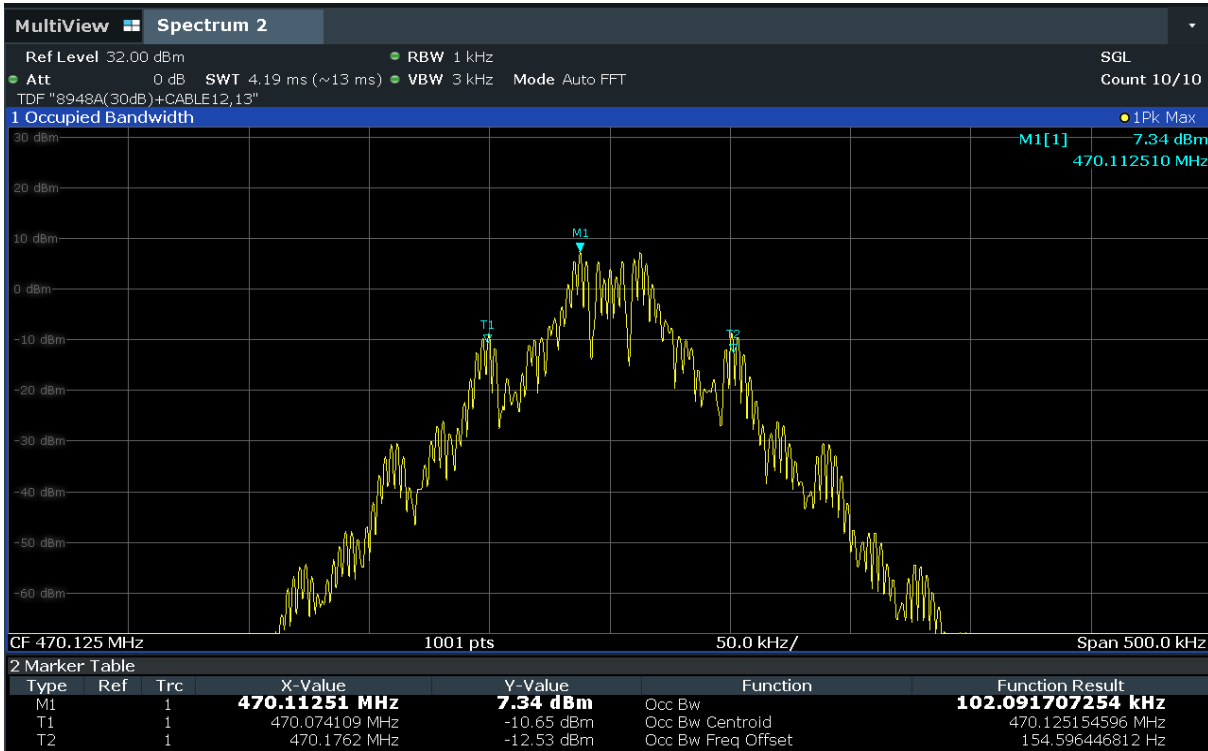 MultiView Spectrum 2
Ref Level 32.00 dBm RBW 1 kHz SGL
Att 0 dB SWT 4.19 ms (~13 ms) VBW 3 kHz Mode Auto FFT Count 10/10
TDF "8948A(30dB)+CABLE12,13"
1 Occupied Bandwidth 1Pk Max
30 dBm M1[1] 7.34 dBm
470.112510 MHz
20 dBm
10 dBm
M1
0 dBm
T1
T2
-10 dBm
-20 dBm
-30 dBm
-40 dBm
-50 dBm
-60 dBm
CF 470.125 MHz 1001 pts 50.0 kHz/ Span 500.0 kHz
2 Marker Table
Type Ref Trc X-Value Y-Value Function Function Result
M1 1 470.11251 MHz 7.34 dBm Occ Bw 102.091707254 kHz
T1 1 470.074109 MHz -10.65 dBm Occ Bw Centroid 470.125154596 MHz
T2 1 470.1762 MHz -12.53 dBm Occ Bw Freq Offset 154.596446812 Hz